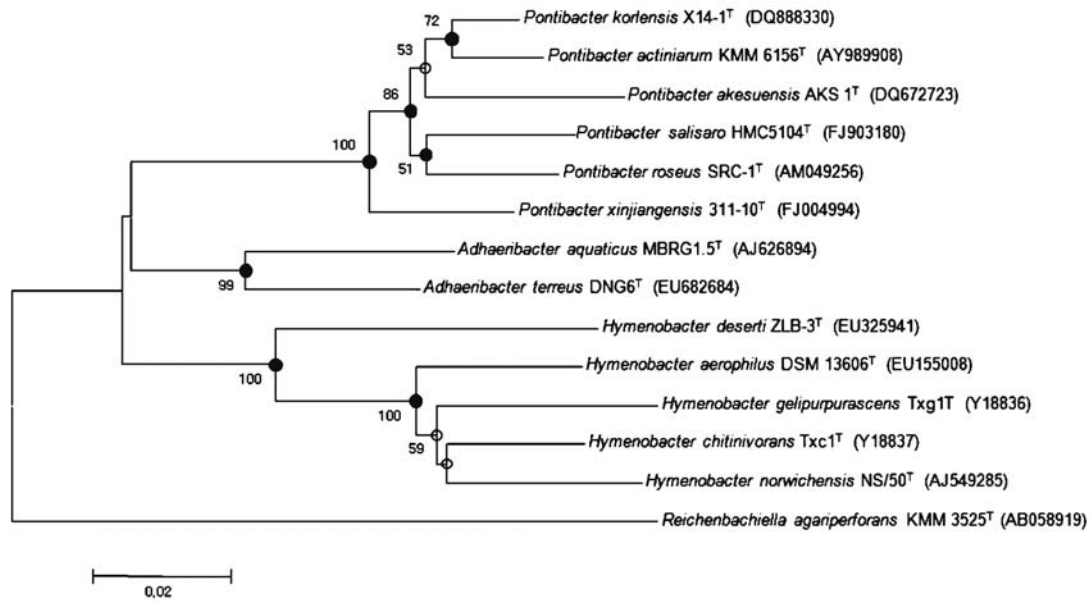 Pontibacter korlensis X14-1ᵀ (DQ888330)
72
53
Pontibacter actiniarum KMM 6156ᵀ (AY989908)
86
Pontibacter akesuensis AKS 1ᵀ (DQ672723)
Pontibacter salisaro HMC5104ᵀ (FJ903180)
100
51
Pontibacter roseus SRC-1ᵀ (AM049256)
Pontibacter xinjiangensis 311-10ᵀ (FJ004994)
Adhaeribacter aquaticus MBRG1.5ᵀ (AJ626894)
99
Adhaeribacter terreus DNG6ᵀ (EU682684)
Hymenobacter deserti ZLB-3ᵀ (EU325941)
Hymenobacter aerophilus DSM 13606ᵀ (EU155008)
100
Hymenobacter gelipurpurascens Txg1T (Y18836)
100
Hymenobacter chitinivorans Txc1ᵀ (Y18837)
59
Hymenobacter norwichensis NS/50ᵀ (AJ549285)
Reichenbachiella agariperforans KMM 3525ᵀ (AB058919)
0,02